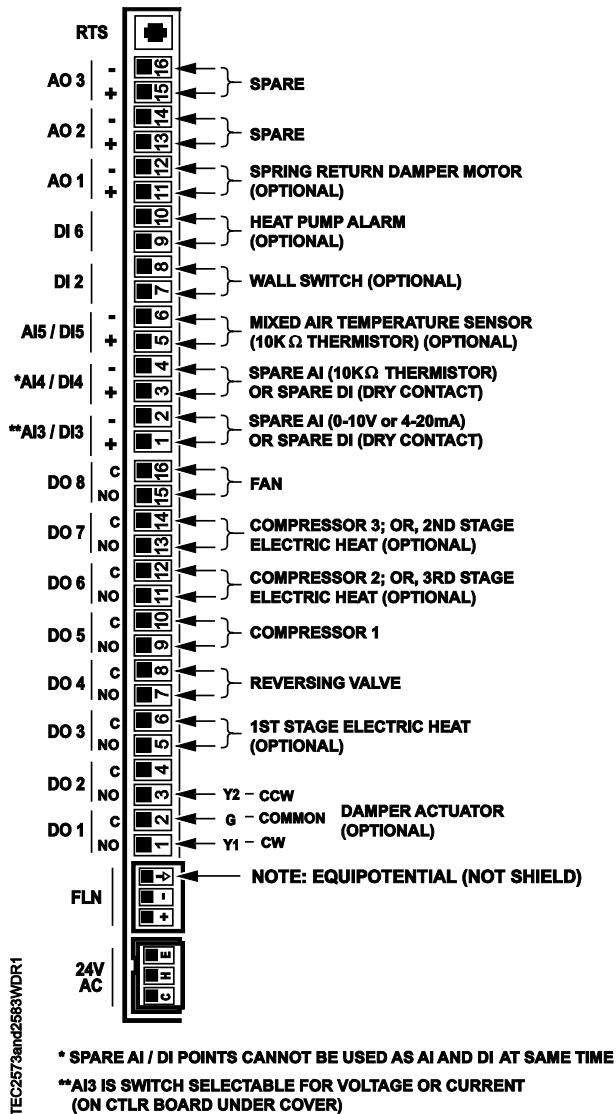 RTS
AO 3 - 16 SPARE
+ 15
AO 2 - 14 SPARE
+ 13
AO 1 - 12 SPRING RETURN DAMPER MOTOR
+ 11 (OPTIONAL)
DI 6 10 HEAT PUMP ALARM
9 (OPTIONAL)
DI 2 8 WALL SWITCH (OPTIONAL)
7
AI5 / DI5 - 6 MIXED AIR TEMPERATURE SENSOR
+ 5 (10K Ω THERMISTOR) (OPTIONAL)
*AI4 / DI4 - 4 SPARE AI (10KΩ THERMISTOR)
+ 3 OR SPARE DI (DRY CONTACT)
**AI3 / DI3 - 2 SPARE AI (0-10V or 4-20mA)
+ 1 OR SPARE DI (DRY CONTACT)
DO 8 C 16 FAN
NO 15
DO 7 C 14 COMPRESSOR 3; OR, 2ND STAGE
NO 13 ELECTRIC HEAT (OPTIONAL)
DO 6 C 12 COMPRESSOR 2; OR, 3RD STAGE
NO 11 ELECTRIC HEAT (OPTIONAL)
DO 5 C 10 COMPRESSOR 1
NO 9
DO 4 C 8 REVERSING VALVE
NO 7
DO 3 C 6 1ST STAGE ELECTRIC HEAT
NO 5 (OPTIONAL)
DO 2 C 4
NO 3 Y2 - CCW
DO 1 C 2 G - COMMON DAMPER ACTUATOR
(OPTIONAL)
NO 1 Y1 - CW
FLN NOTE: EQUIPOTENTIAL (NOT SHIELD)
-
+
24V
AC
E
H
C
TEC2573and2583WDR1
* SPARE AI / DI POINTS CANNOT BE USED AS AI AND DI AT SAME TIME
**AI3 IS SWITCH SELECTABLE FOR VOLTAGE OR CURRENT
(ON CTLR BOARD UNDER COVER)